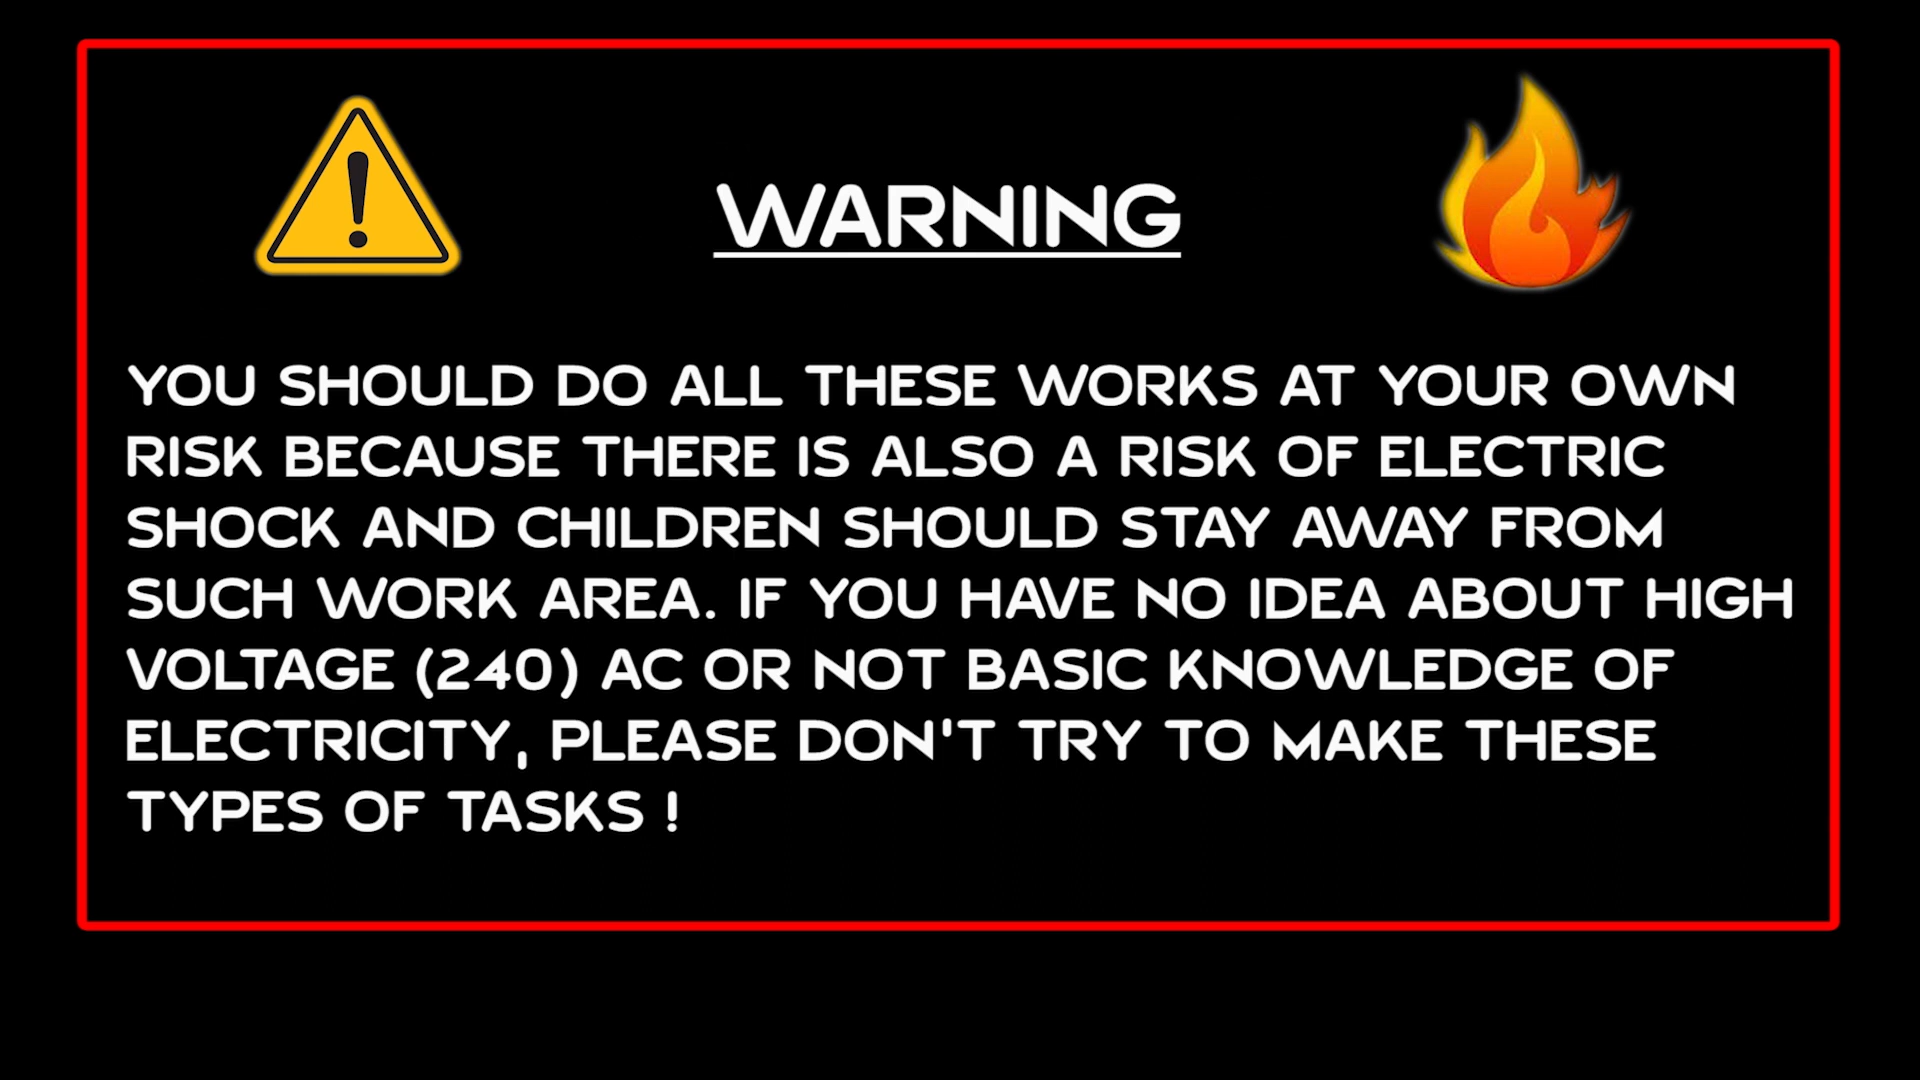 WARNING
YOU SHOULD DO ALL THESE WORKS AT YOUR OWN
RISK BECAUSE THERE IS ALSO A RISK OF ELECTRIC
SHOCK AND CHILDREN SHOULD STAY AWAY FROM
SUCH WORK AREA. IF YOU HAVE NO IDEA ABOUT HIGH
VOLTAGE (240) AC OR NOT BASIC KNOWLEDGE OF
ELECTRICITY, PLEASE DON'T TRY TO MAKE THESE
TYPES OF TASKS !